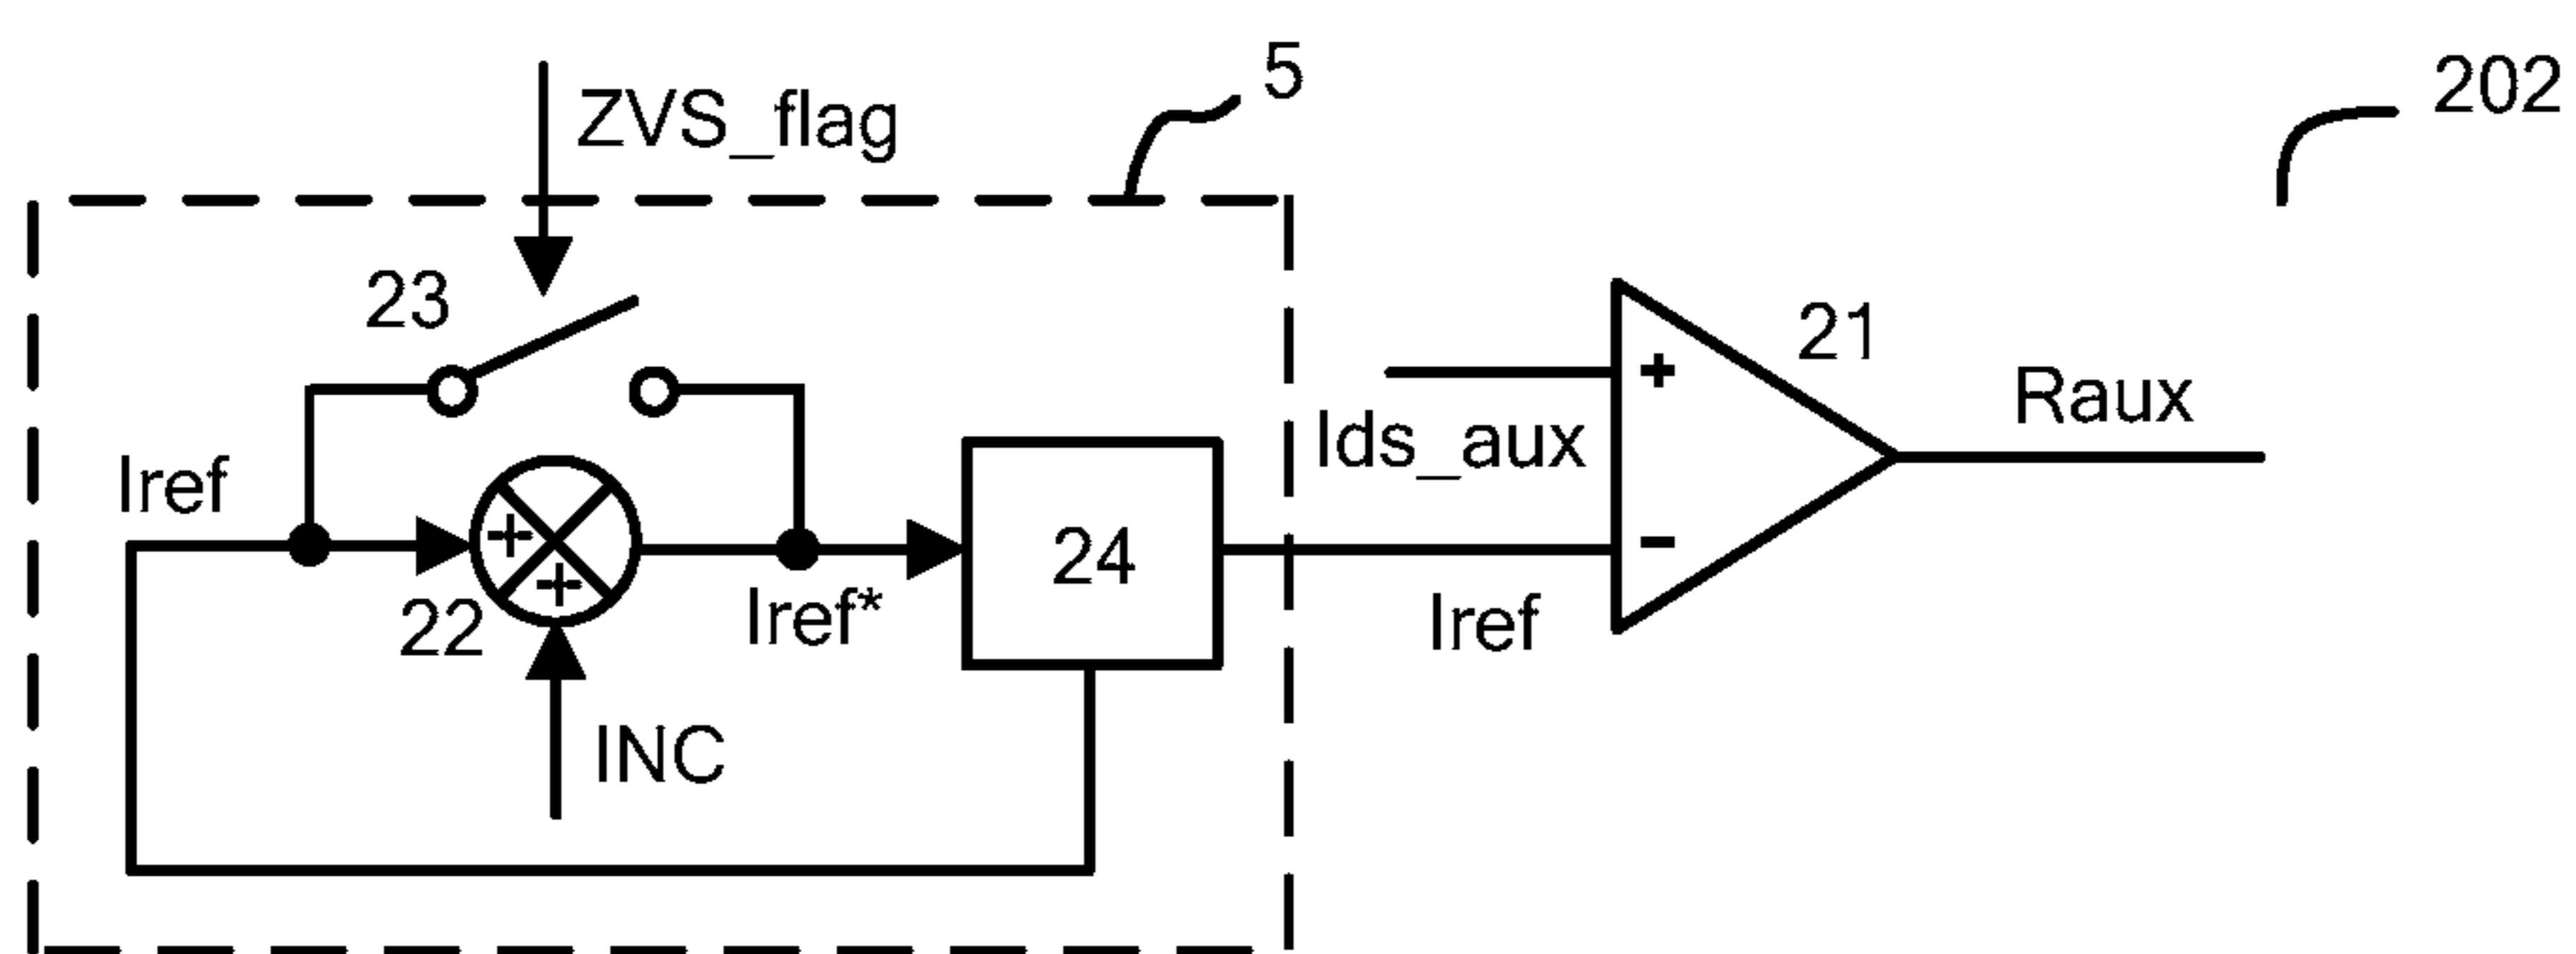 5
202
ZVS_flag
23
21
Raux
Ids_aux
Iref
+
-
+
+
24
22
Iref*
Iref
INC